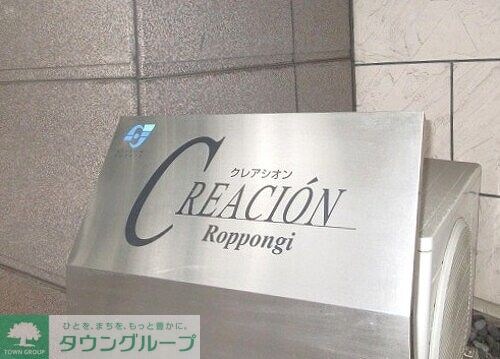 クレアシオン
CREACIÓN
Roppongi
ひとを、まちを、もっと豊かに。
タウングループ
TOWN GROUP